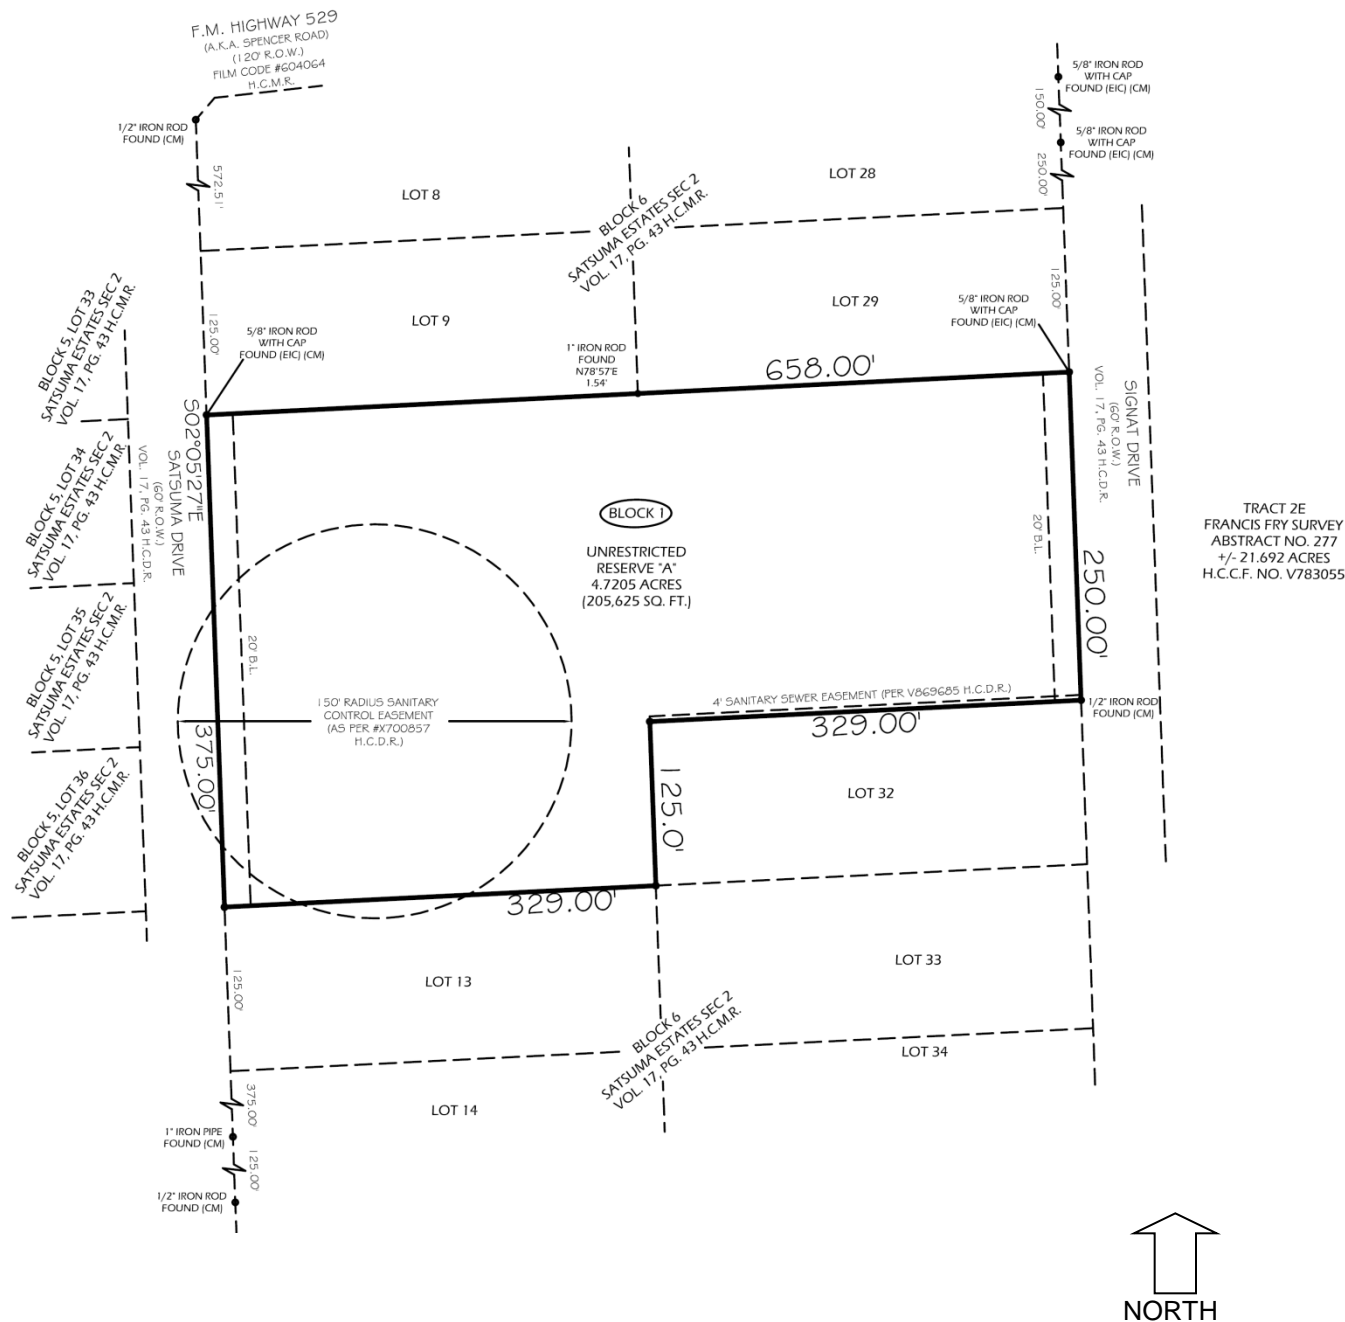 F.M. HIGHWAY 529
(A.K.A. SPENCER ROAD)
(120' R.O.W.)
FILM CODE #604064
H.C.M.R.
1/2" IRON ROD
FOUND (CM)
572.51'
5/8" IRON ROD
WITH CAP
FOUND (EIC) (CM)
150.00'
5/8" IRON ROD
WITH CAP
FOUND (EIC) (CM)
250.00'
LOT 8
LOT 28
BLOCK 6
SATSUMA ESTATES SEC 2
VOL. 17, PG. 43 H.C.M.R.
125.00'
LOT 9
LOT 29
125.00'
5/8" IRON ROD
WITH CAP
FOUND (EIC) (CM)
5/8" IRON ROD
WITH CAP
FOUND (EIC) (CM)
1" IRON ROD
FOUND
N78°57'E
1.54'
658.00'
BLOCK 5, LOT 33
SATSUMA ESTATES SEC 2
VOL. 17, PG. 43 H.C.M.R.
BLOCK 5, LOT 34
SATSUMA ESTATES SEC 2
VOL. 17, PG. 43 H.C.M.R.
BLOCK 5, LOT 35
SATSUMA ESTATES SEC 2
VOL. 17, PG. 43 H.C.M.R.
BLOCK 5, LOT 36
SATSUMA ESTATES SEC 2
VOL. 17, PG. 43 H.C.M.R.
S02°05'27"E
SATSUMA DRIVE
(60' R.O.W.)
VOL. 17, PG. 43 H.C.D.R.
20' B.L.
375.00'
BLOCK 1
UNRESTRICTED
RESERVE "A"
4.7205 ACRES
(205,625 SQ. FT.)
150' RADIUS SANITARY
CONTROL EASEMENT
(AS PER #X700857
H.C.D.R.)
SIGNAT DRIVE
(60' R.O.W.)
VOL. 17, PG. 43 H.C.D.R.
20' B.L.
250.00'
TRACT 2E
FRANCIS FRY SURVEY
ABSTRACT NO. 277
+/- 21.692 ACRES
H.C.C.F. NO. V783055
4' SANITARY SEWER EASEMENT (PER V869685 H.C.D.R.)
329.00'
1/2" IRON ROD
FOUND (CM)
125.0'
LOT 32
329.00'
125.00'
LOT 13
LOT 33
BLOCK 6
SATSUMA ESTATES SEC 2
VOL. 17, PG. 43 H.C.M.R.
LOT 34
LOT 14
375.00'
1" IRON PIPE
FOUND (CM)
125.00'
1/2" IRON ROD
FOUND (CM)
NORTH